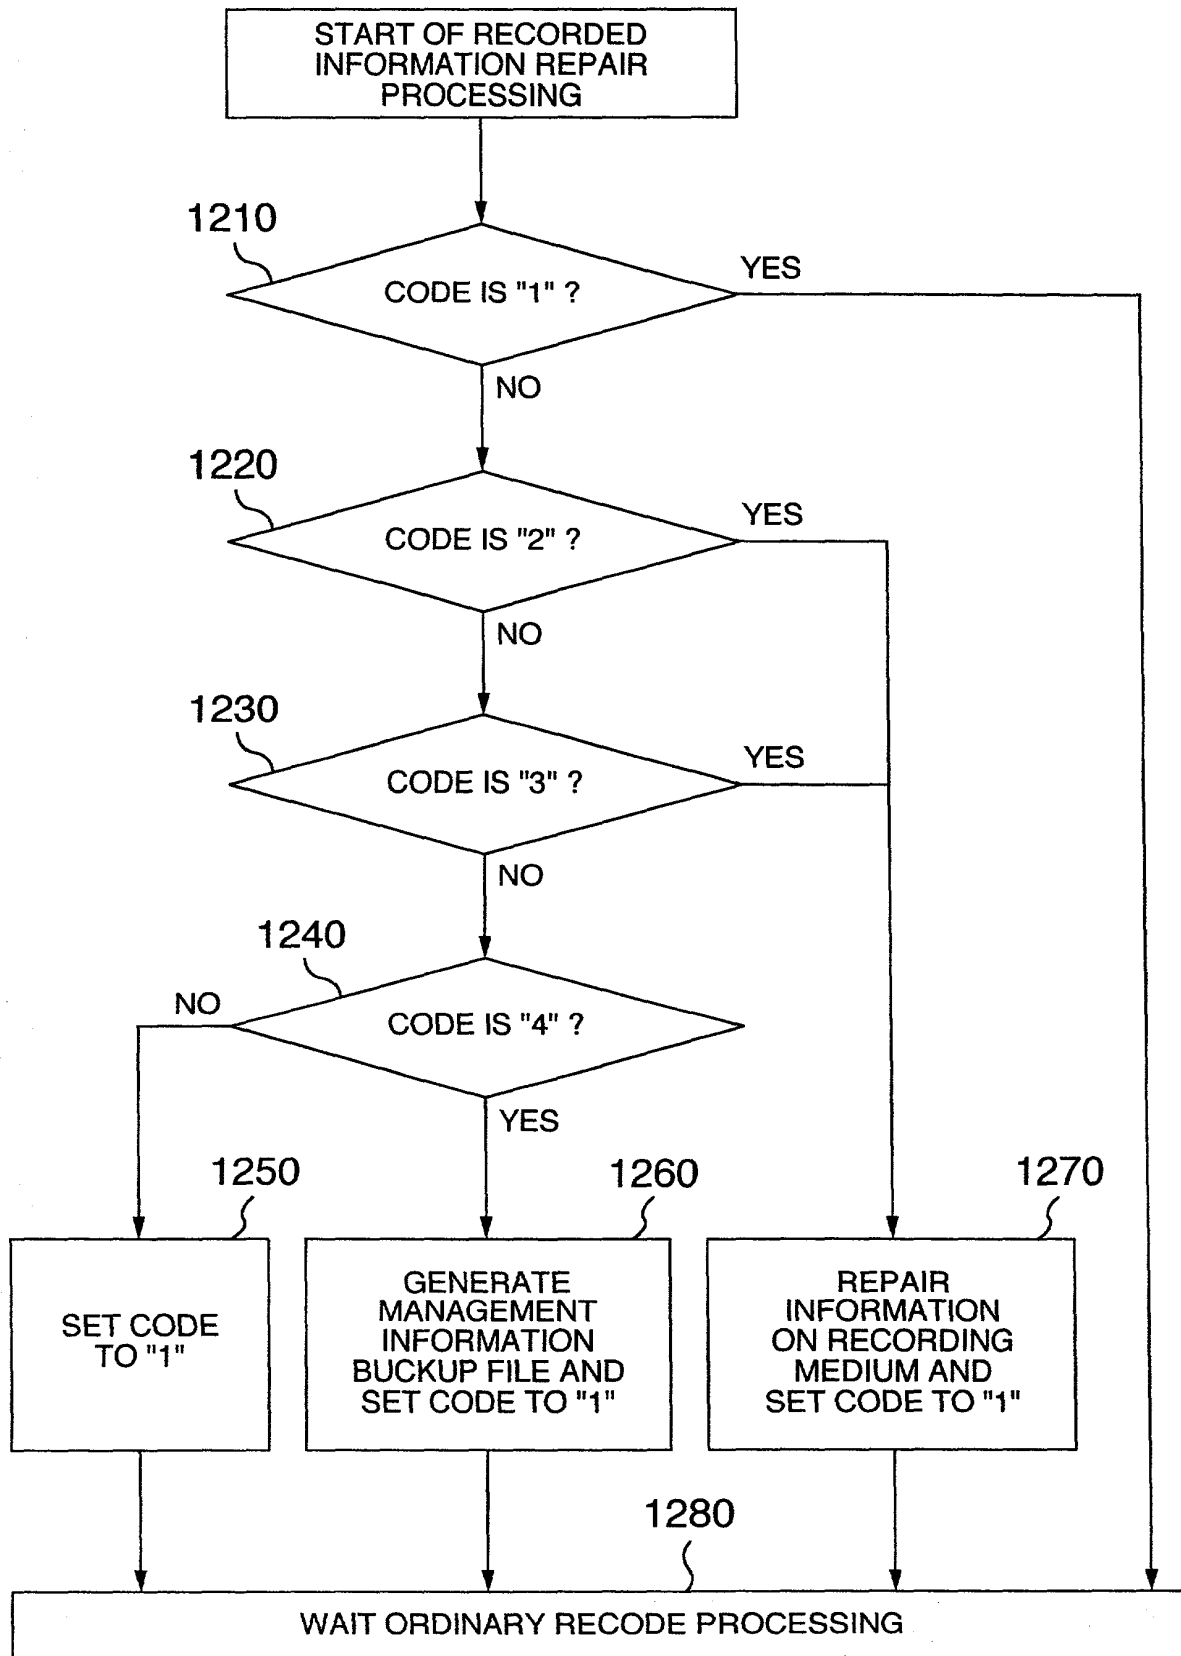 START OF RECORDED
INFORMATION REPAIR
PROCESSING
1210
CODE IS "1" ?
YES
NO
1220
CODE IS "2" ?
YES
NO
1230
CODE IS "3" ?
YES
NO
1240
CODE IS "4" ?
NO
YES
1250
SET CODE
TO "1"
1260
GENERATE
MANAGEMENT
INFORMATION
BUCKUP FILE AND
SET CODE TO "1"
1270
REPAIR
INFORMATION
ON RECORDING
MEDIUM AND
SET CODE TO "1"
1280
WAIT ORDINARY RECODE PROCESSING